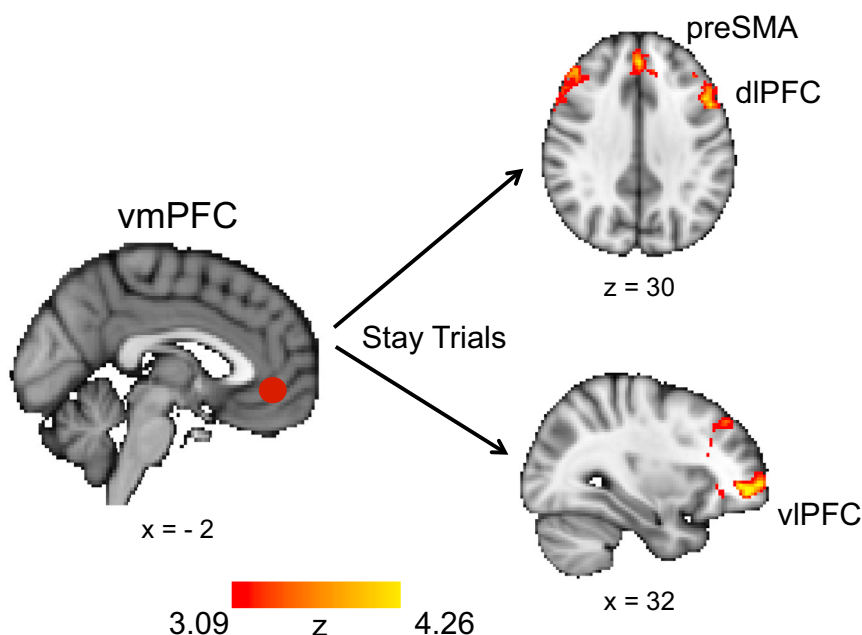 preSMA
dlPFC
vmPFC
z = 30
Stay Trials
vlPFC
x = - 2
x = 32
3.09 z 4.26